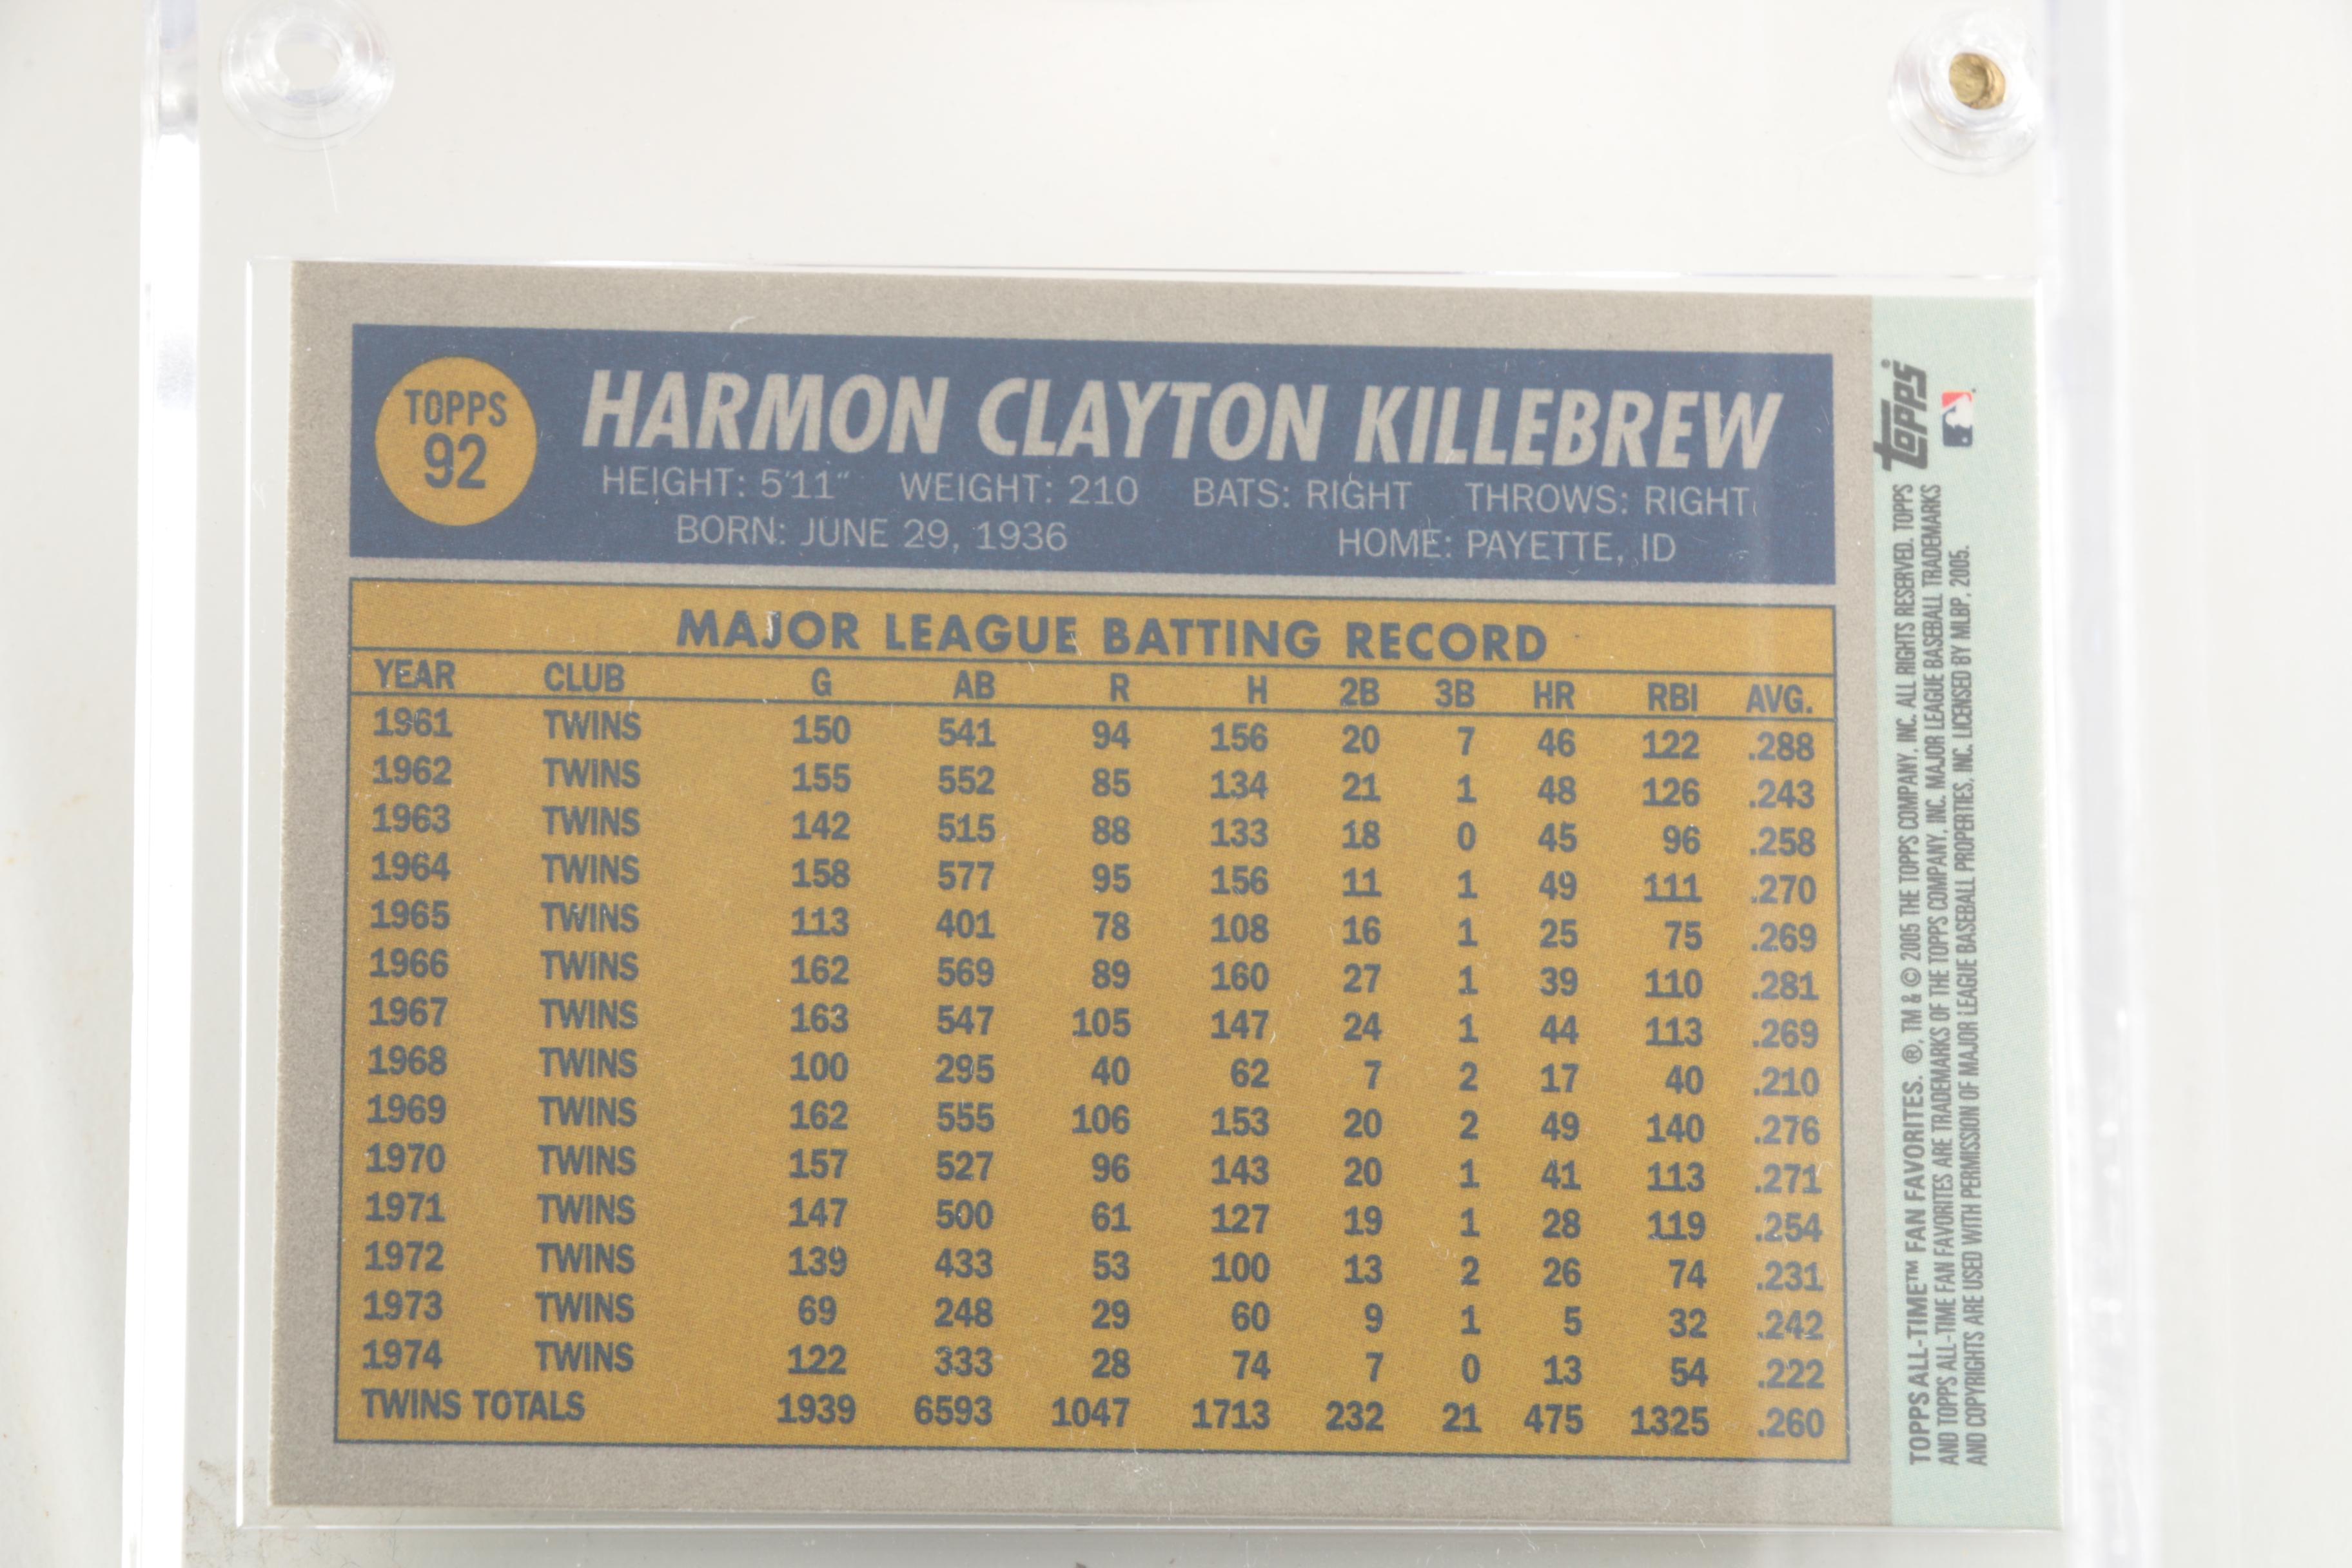 TOPPS
92
HARMON CLAYTON KILLEBREW
HEIGHT: 5'11" WEIGHT: 210 BATS: RIGHT THROWS: RIGHT
BORN: JUNE 29, 1936 HOME: PAYETTE, ID
MAJOR LEAGUE BATTING RECORD
YEAR CLUB G AB R H 2B 3B HR RBI AVG.
1961 TWINS 150 541 94 156 20 7 46 122 .288
1962 TWINS 155 552 85 134 21 1 48 126 .243
1963 TWINS 142 515 88 133 18 0 45 96 .258
1964 TWINS 158 577 95 156 11 1 49 111 .270
1965 TWINS 113 401 78 108 16 1 25 75 .269
1966 TWINS 162 569 89 160 27 1 39 110 .281
1967 TWINS 163 547 105 147 24 1 44 113 .269
1968 TWINS 100 295 40 62 7 2 17 40 .210
1969 TWINS 162 555 106 153 20 2 49 140 .276
1970 TWINS 157 527 96 143 20 1 41 113 .271
1971 TWINS 147 500 61 127 19 1 28 119 .254
1972 TWINS 139 433 53 100 13 2 26 74 .231
1973 TWINS 69 248 29 60 9 1 5 32 .242
1974 TWINS 122 333 28 74 7 0 13 54 .222
TWINS TOTALS 1939 6593 1047 1713 232 21 475 1325 .260
topps
TOPPS ALL-TIME™ FAN FAVORITES. ®, TM & © 2005 THE TOPPS COMPANY, INC. ALL RIGHTS RESERVED. TOPPS
AND TOPPS ALL-TIME FAN FAVORITES ARE TRADEMARKS OF THE TOPPS COMPANY, INC. MAJOR LEAGUE BASEBALL TRADEMARKS
AND COPYRIGHTS ARE USED WITH PERMISSION OF MAJOR LEAGUE BASEBALL PROPERTIES, INC. LICENSED BY MLBP, 2005.